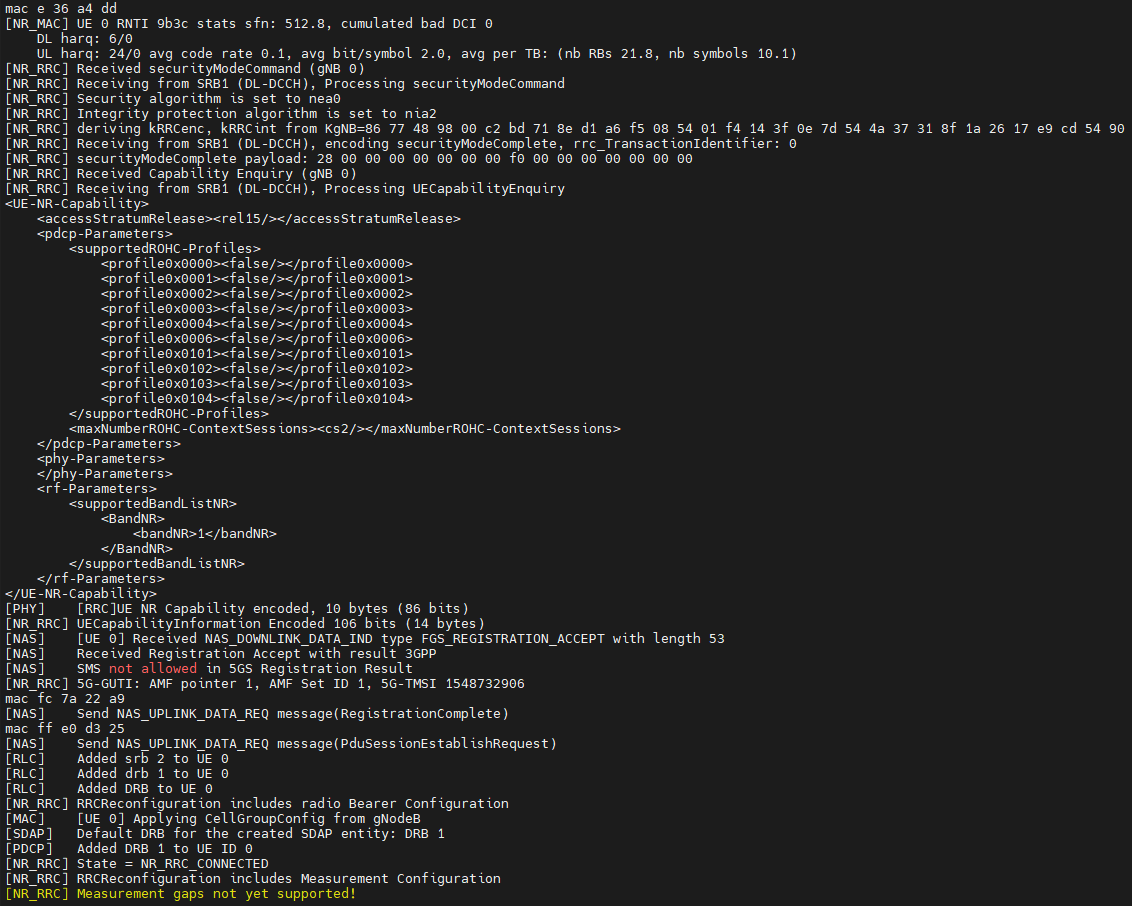 mac e 36 a4 dd
[NR_MAC] UE 0 RNTI 9b3c stats sfn: 512.8, cumulated bad DCI 0
    DL harq: 6/0
    UL harq: 24/0 avg code rate 0.1, avg bit/symbol 2.0, avg per TB: (nb RBs 21.8, nb symbols 10.1)
[NR_RRC] Received securityModeCommand (gNB 0)
[NR_RRC] Receiving from SRB1 (DL-DCCH), Processing securityModeCommand
[NR_RRC] Security algorithm is set to nea0
[NR_RRC] Integrity protection algorithm is set to nia2
[NR_RRC] deriving kRRCenc, kRRCint from KgNB=86 77 48 98 00 c2 bd 71 8e d1 a6 f5 08 54 01 f4 14 3f 0e 7d 54 4a 37 31 8f 1a 26 17 e9 cd 54 90
[NR_RRC] Receiving from SRB1 (DL-DCCH), encoding securityModeComplete, rrc_TransactionIdentifier: 0
[NR_RRC] securityModeComplete payload: 28 00 00 00 00 00 00 00 f0 00 00 00 00 00 00 00
[NR_RRC] Received Capability Enquiry (gNB 0)
[NR_RRC] Receiving from SRB1 (DL-DCCH), Processing UECapabilityEnquiry
<UE-NR-Capability>
    <accessStratumRelease><rel15/></accessStratumRelease>
    <pdcp-Parameters>
        <supportedROHC-Profiles>
            <profile0x0000><false/></profile0x0000>
            <profile0x0001><false/></profile0x0001>
            <profile0x0002><false/></profile0x0002>
            <profile0x0003><false/></profile0x0003>
            <profile0x0004><false/></profile0x0004>
            <profile0x0006><false/></profile0x0006>
            <profile0x0101><false/></profile0x0101>
            <profile0x0102><false/></profile0x0102>
            <profile0x0103><false/></profile0x0103>
            <profile0x0104><false/></profile0x0104>
        </supportedROHC-Profiles>
        <maxNumberROHC-ContextSessions><cs2/></maxNumberROHC-ContextSessions>
    </pdcp-Parameters>
    <phy-Parameters>
    </phy-Parameters>
    <rf-Parameters>
        <supportedBandListNR>
            <BandNR>
                <bandNR>1</bandNR>
            </BandNR>
        </supportedBandListNR>
    </rf-Parameters>
</UE-NR-Capability>
[PHY]    [RRC]UE NR Capability encoded, 10 bytes (86 bits)
[NR_RRC] UECapabilityInformation Encoded 106 bits (14 bytes)
[NAS]    [UE 0] Received NAS_DOWNLINK_DATA_IND type FGS_REGISTRATION_ACCEPT with length 53
[NAS]    Received Registration Accept with result 3GPP
[NAS]    SMS not allowed in 5GS Registration Result
[NR_RRC] 5G-GUTI: AMF pointer 1, AMF Set ID 1, 5G-TMSI 1548732906
mac fc 7a 22 a9
[NAS]    Send NAS_UPLINK_DATA_REQ message(RegistrationComplete)
mac ff e0 d3 25
[NAS]    Send NAS_UPLINK_DATA_REQ message(PduSessionEstablishRequest)
[RLC]    Added srb 2 to UE 0
[RLC]    Added drb 1 to UE 0
[RLC]    Added DRB to UE 0
[NR_RRC] RRCReconfiguration includes radio Bearer Configuration
[MAC]    [UE 0] Applying CellGroupConfig from gNodeB
[SDAP]   Default DRB for the created SDAP entity: DRB 1
[PDCP]   Added DRB 1 to UE ID 0
[NR_RRC] State = NR_RRC_CONNECTED
[NR_RRC] RRCReconfiguration includes Measurement Configuration
[NR_RRC] Measurement gaps not yet supported!